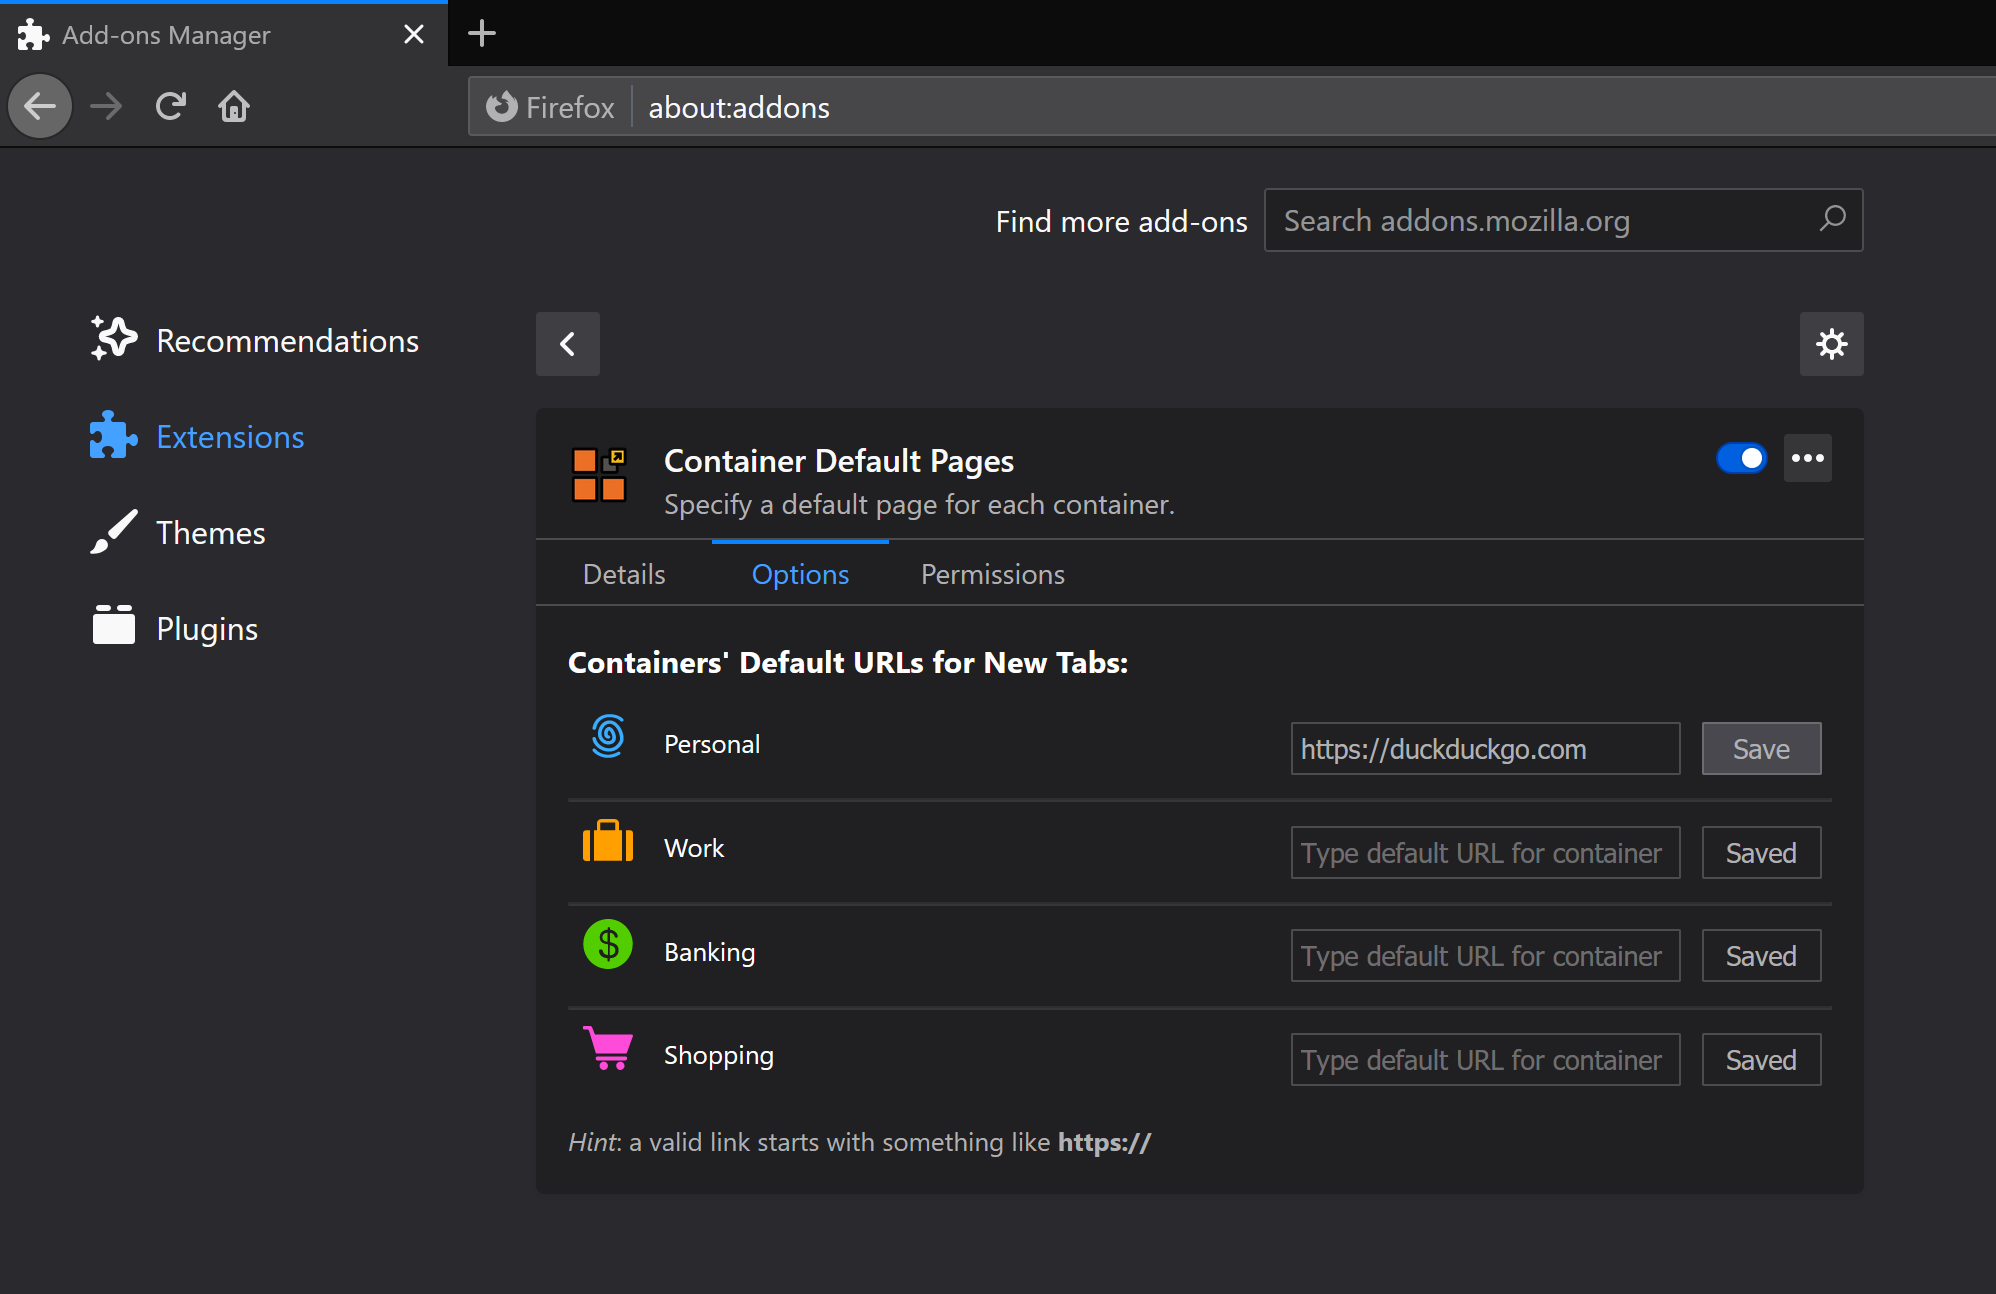 Add-ons Manager
Firefox about:addons
Find more add-ons Search addons.mozilla.org
Recommendations
Extensions
Themes
Plugins
Container Default Pages
Specify a default page for each container.
Details Options Permissions
Containers' Default URLs for New Tabs:
Personal https://duckduckgo.com Save
Work Type default URL for container Saved
$ Banking Type default URL for container Saved
Shopping Type default URL for container Saved
Hint: a valid link starts with something like https://